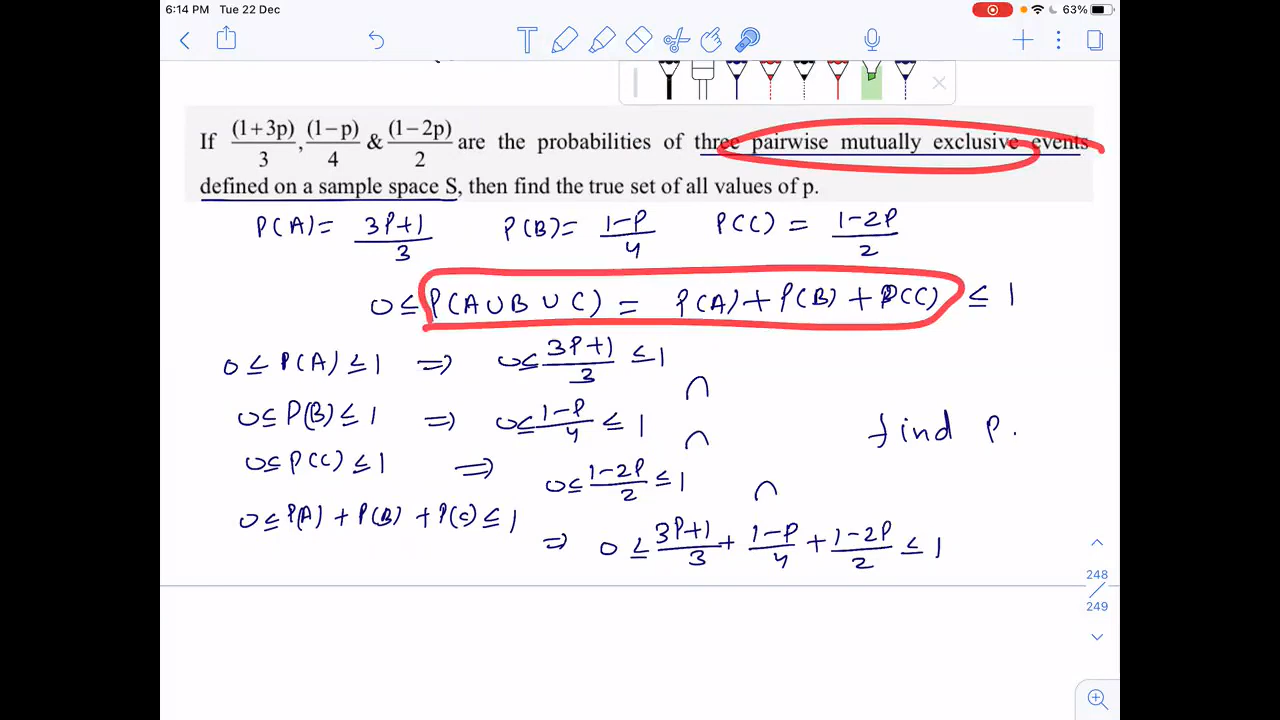 6:14 PM Tue 22 Dec 63%
If (1+3p)/3, (1−p)/4 & (1−2p)/2 are the probabilities of three pairwise mutually exclusive events
defined on a sample space S, then find the true set of all values of p.
P(A) = 3P+1/3 P(B) = 1−P/4 P(C) = 1−2P/2
0 ≤ P(A ∪ B ∪ C) = P(A) + P(B) + P(C) ≤ 1
0 ≤ P(A) ≤ 1 ⇒ 0 ≤ 3P+1/3 ≤ 1
∩
0 ≤ P(B) ≤ 1 ⇒ 0 ≤ 1−P/4 ≤ 1
find P.
∩
0 ≤ P(C) ≤ 1 ⇒ 0 ≤ 1−2P/2 ≤ 1
∩
0 ≤ P(A) + P(B) + P(C) ≤ 1 ⇒ 0 ≤ 3P+1/3 + 1−P/4 + 1−2P/2 ≤ 1
248
/
249